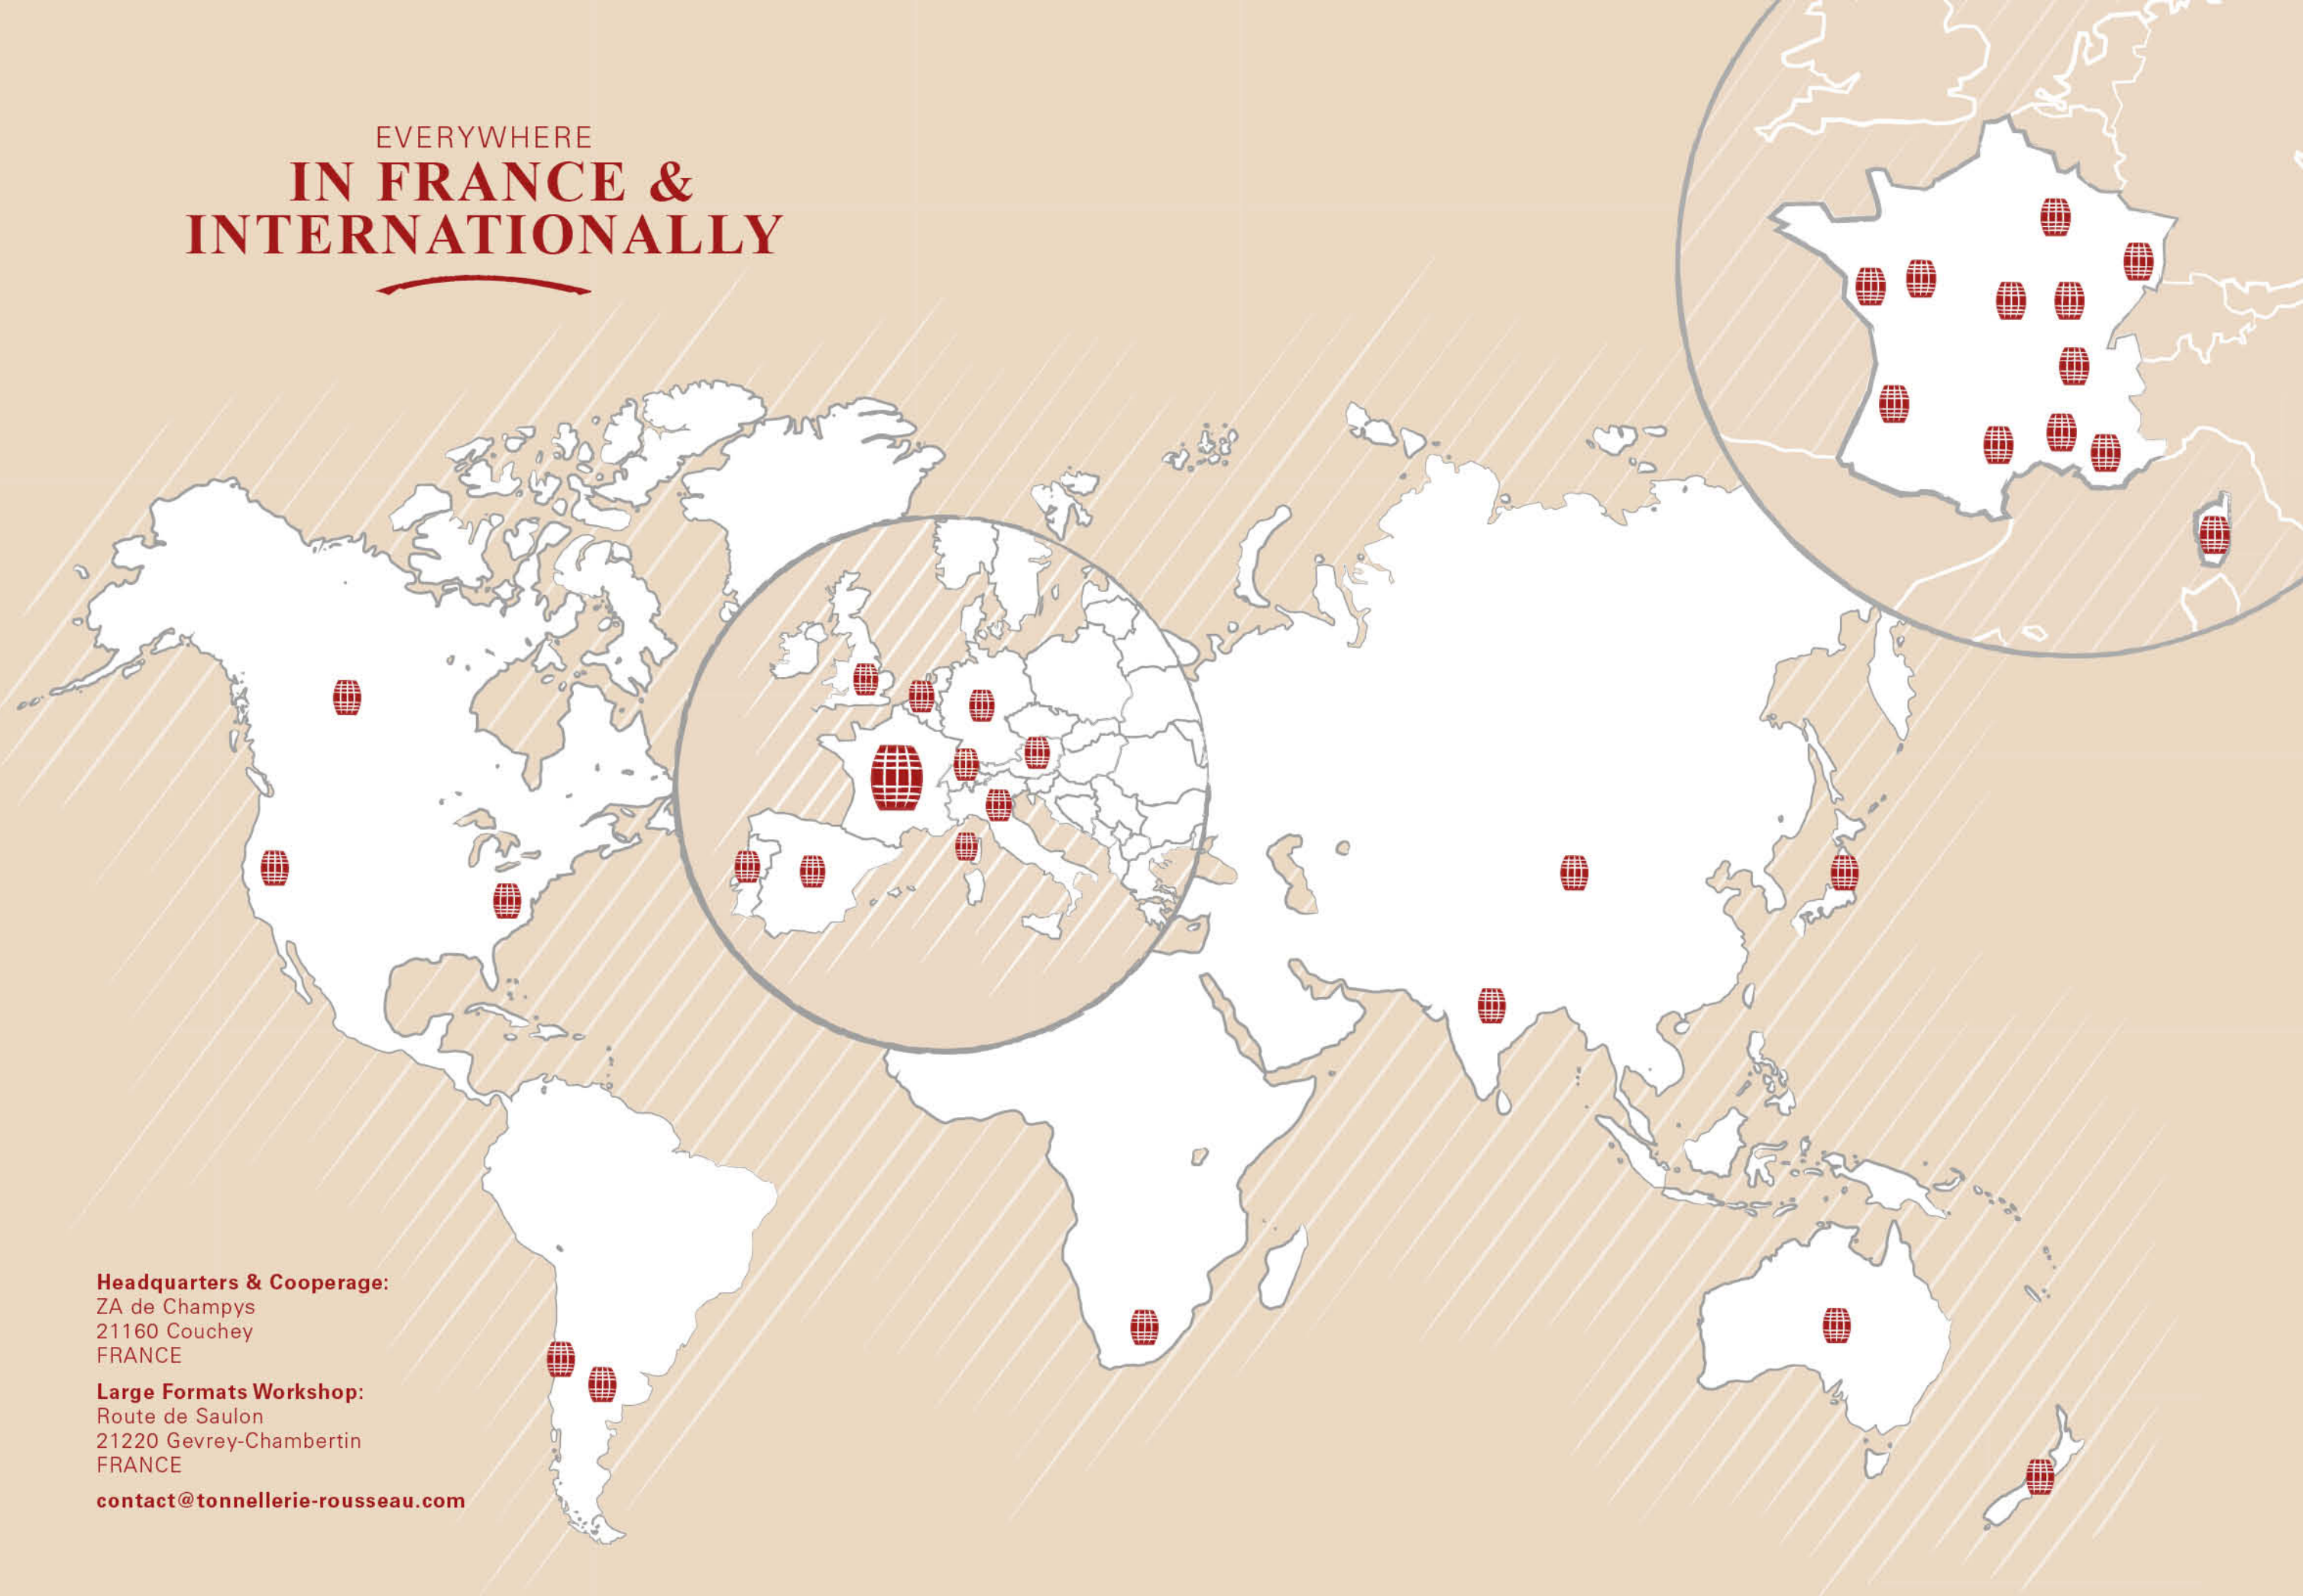 EVERYWHERE
IN FRANCE &
INTERNATIONALLY
Headquarters & Cooperage:
ZA de Champys
21160 Couchey
FRANCE
Large Formats Workshop:
Route de Saulon
21220 Gevrey-Chambertin
FRANCE
contact@tonnellerie-rousseau.com